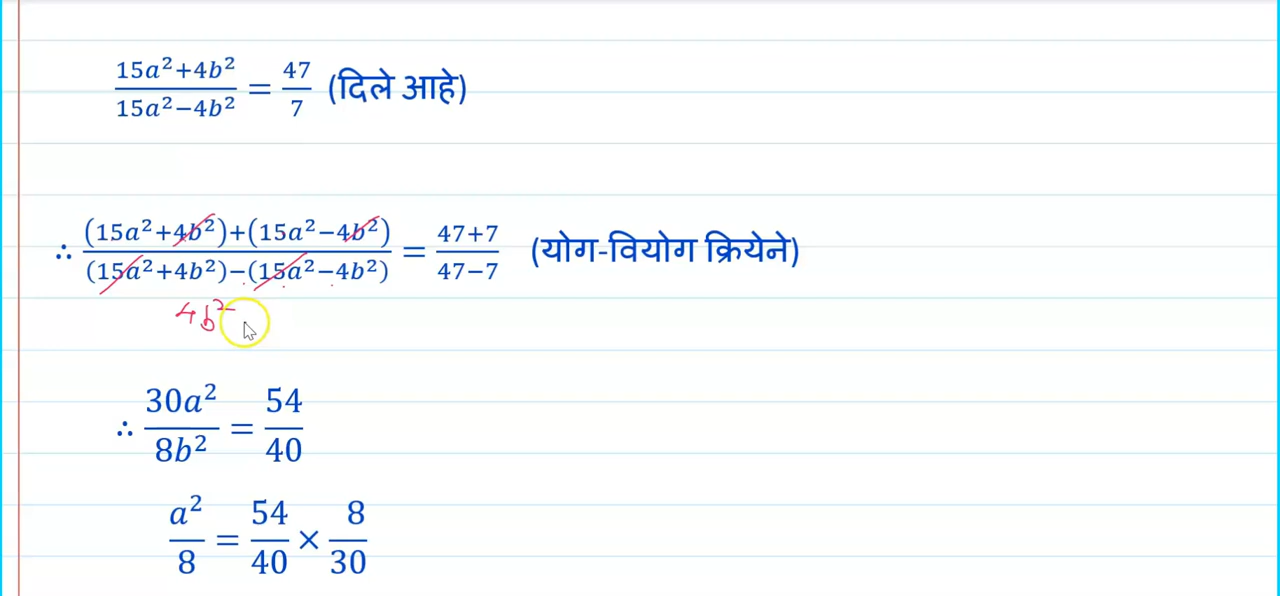 15a²+4b² / 15a²−4b² = 47/7 (दिले आहे)
∴ (15a²+4b²)+(15a²−4b²) / (15a²+4b²)−(15a²−4b²) = 47+7 / 47−7 (योग-वियोग क्रियेने)
4b²
∴ 30a² / 8b² = 54/40
a²/8 = 54/40 × 8/30